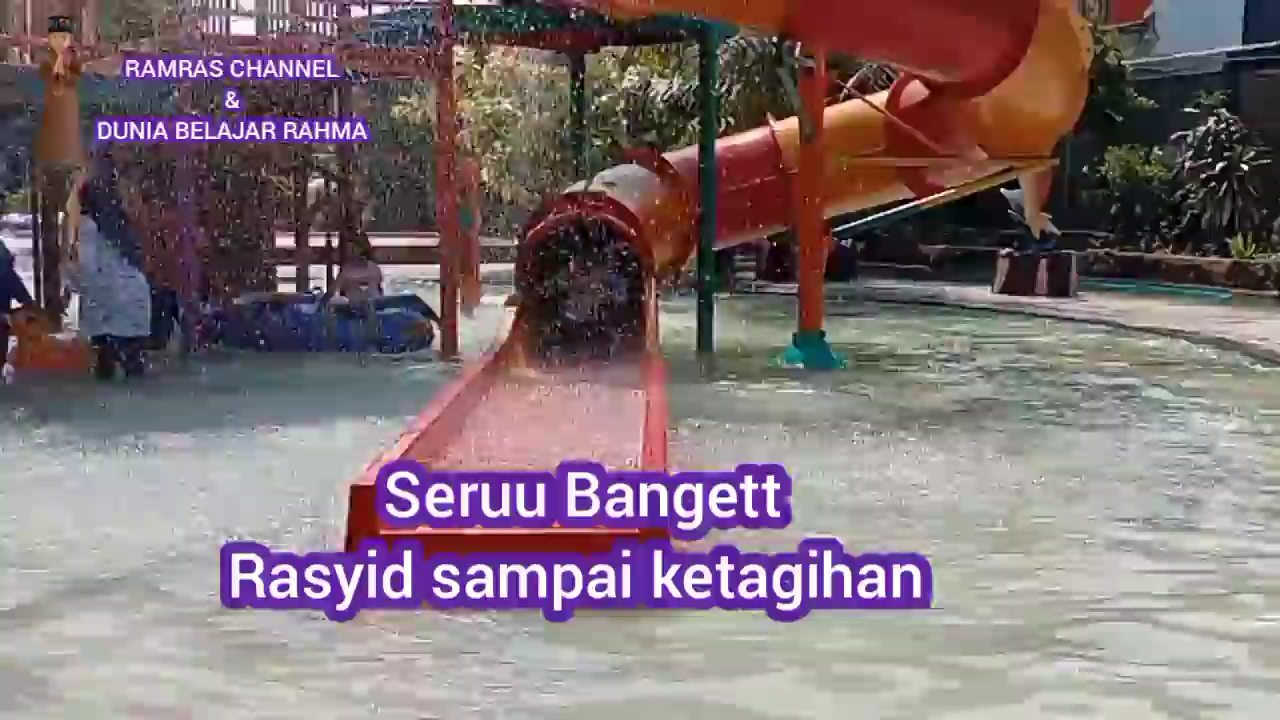 RAMRAS CHANNEL
&
DUNIA BELAJAR RAHMA
Seruu Bangett
Rasyid sampai ketagihan